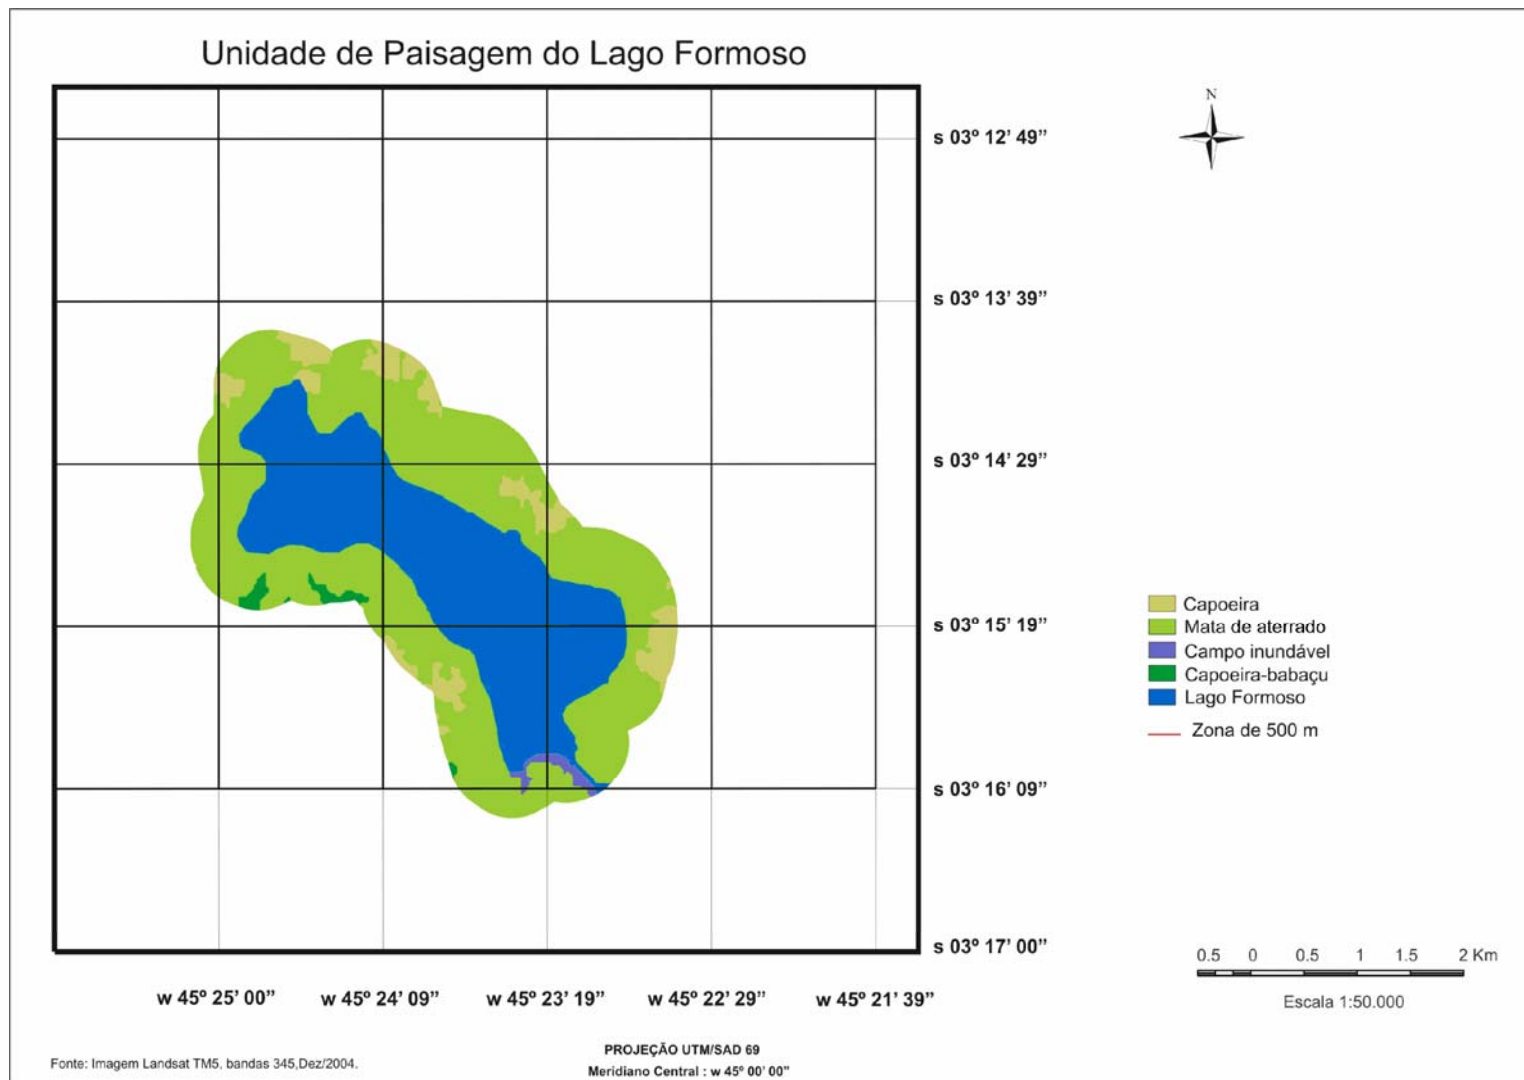 Unidade de Paisagem do Lago Formoso
N
s 03º 12’ 49”
s 03º 13’ 39”
s 03º 14’ 29”
s 03º 15’ 19”
s 03º 16’ 09”
s 03º 17’ 00”
Capoeira
Mata de aterrado
Campo inundável
Capoeira-babaçu
Lago Formoso
Zona de 500 m
0.5 0 0.5 1 1.5 2 Km
Escala 1:50.000
w 45º 25’ 00” w 45º 24’ 09” w 45º 23’ 19” w 45º 22’ 29” w 45º 21’ 39”
PROJEÇÃO UTM/SAD 69
Meridiano Central : w 45º 00’ 00”
Fonte: Imagem Landsat TM5, bandas 345,Dez/2004.